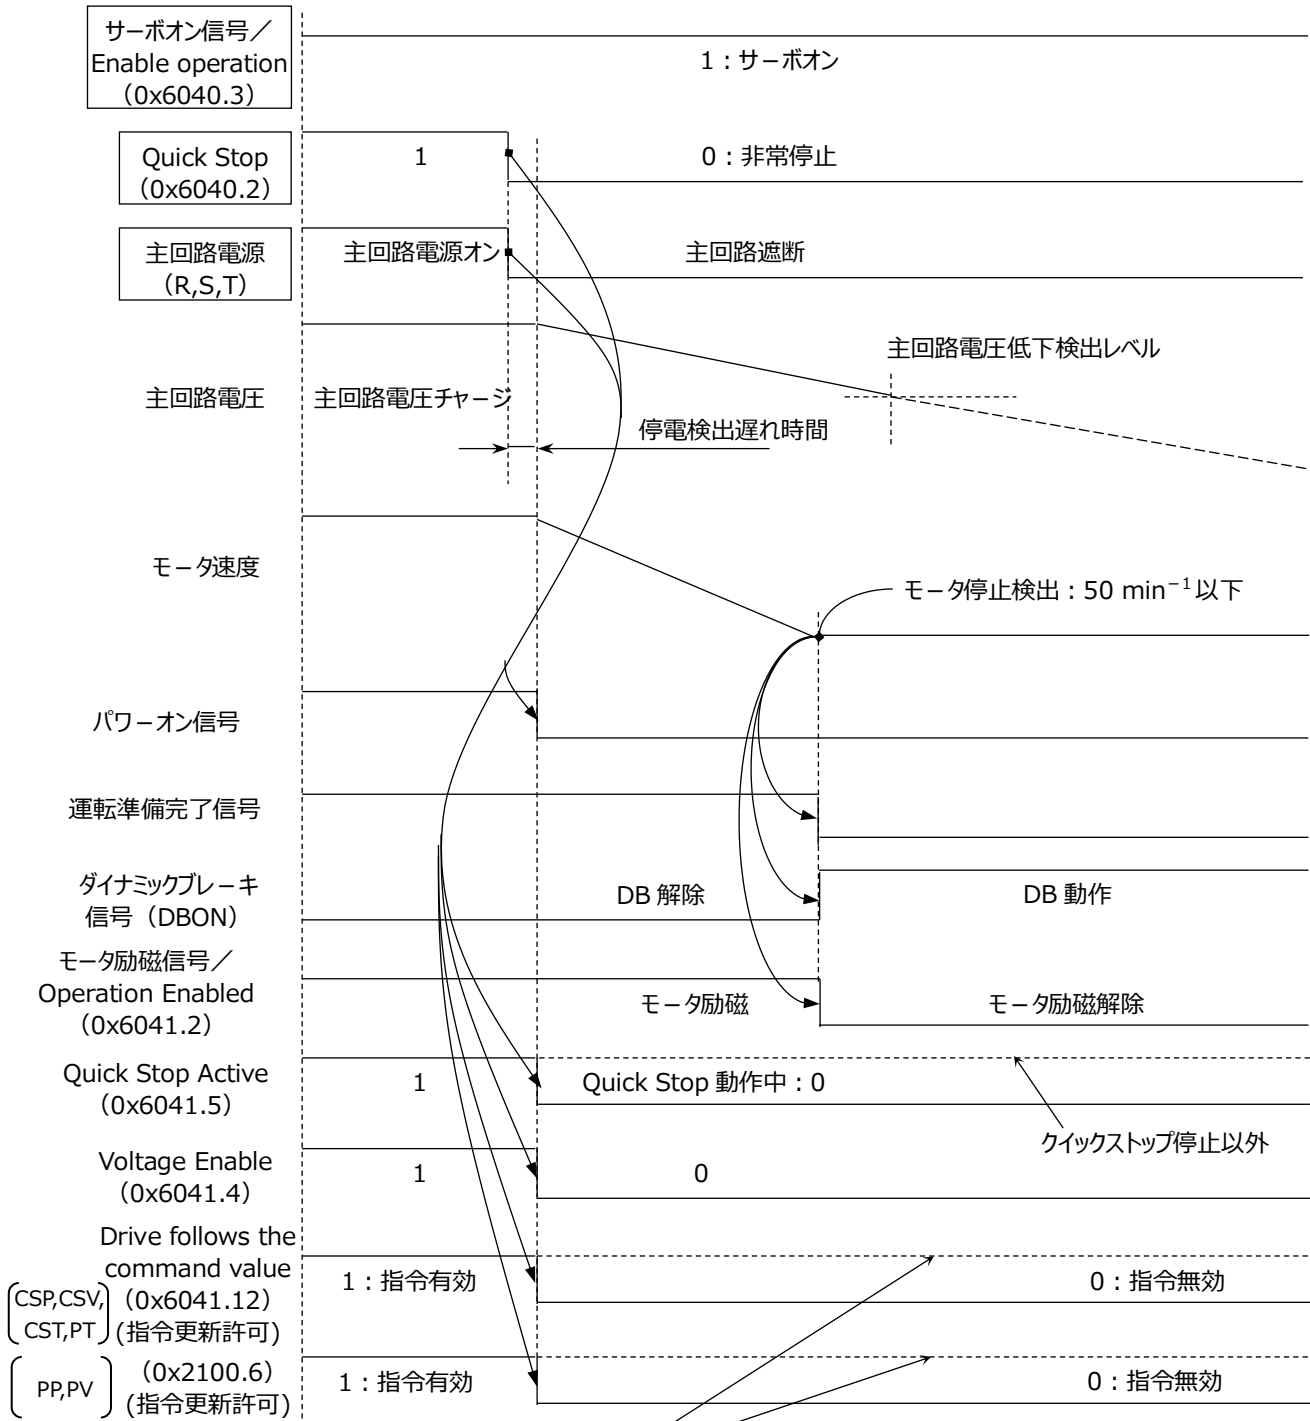 サーボオン信号／
Enable operation
（0x6040.3）
1：サーボオン
Quick Stop
（0x6040.2）
1
0：非常停止
主回路電源
（R,S,T）
主回路電源オン
主回路遮断
主回路電圧
主回路電圧チャージ
主回路電圧低下検出レベル
停電検出遅れ時間
モータ速度
モータ停止検出：50 min⁻¹以下
パワーオン信号
運転準備完了信号
ダイナミックブレーキ
信号（DBON）
DB 解除
DB 動作
モータ励磁信号／
Operation Enabled
（0x6041.2）
モータ励磁
モータ励磁解除
Quick Stop Active
（0x6041.5）
1
Quick Stop 動作中：0
クイックストップ停止以外
Voltage Enable
（0x6041.4）
1
0
Drive follows the
command value
（0x6041.12）
(指令更新許可)
CSP,CSV,
CST,PT
1：指令有効
0：指令無効
PP,PV
（0x2100.6）
(指令更新許可)
1：指令有効
0：指令無効